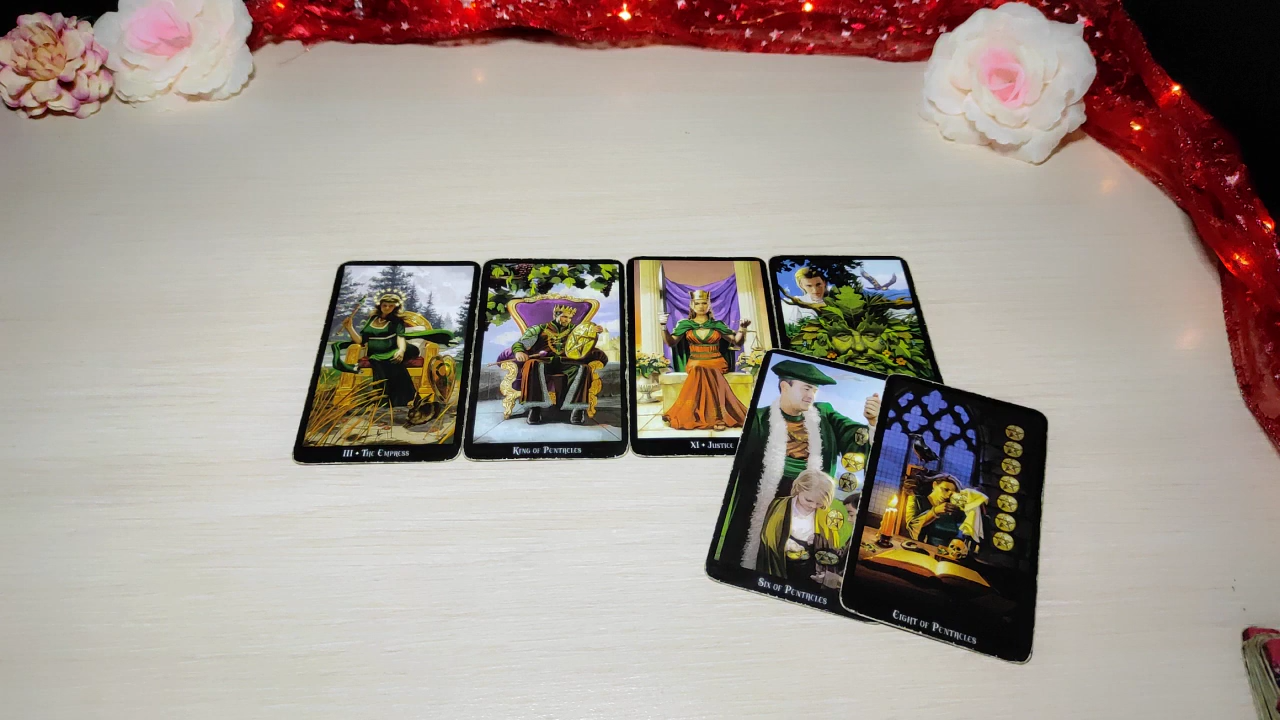 III • The Empress
King of Pentacles
XI • Justice
Six of Pentacles
Eight of Pentacles